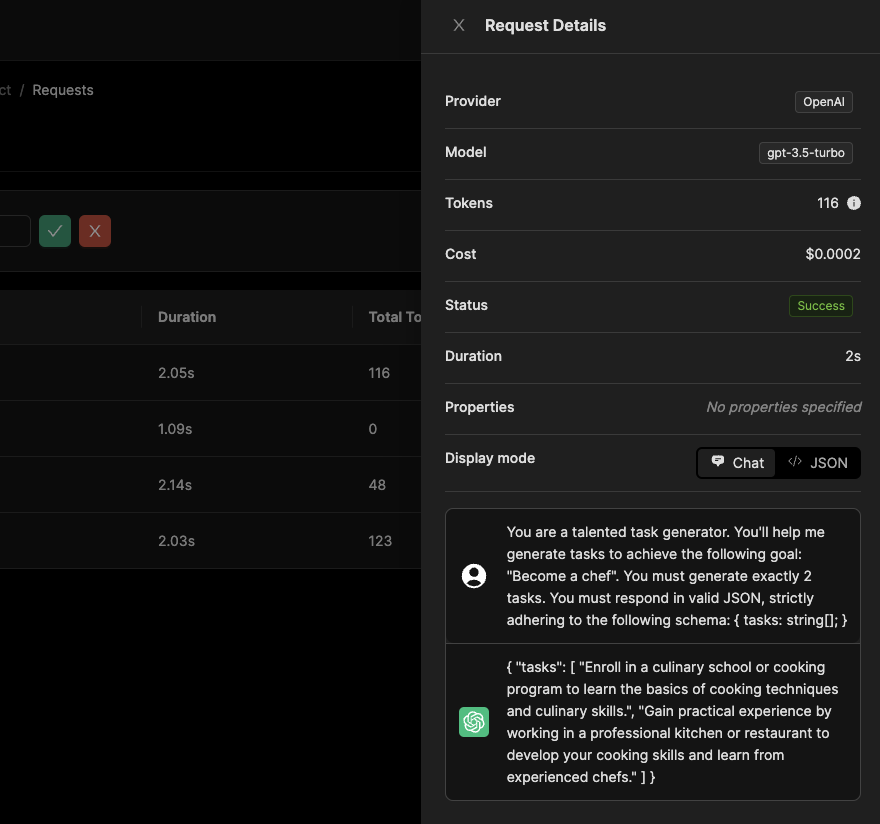 Request Details
ct / Requests
Provider
OpenAI
Model
gpt-3.5-turbo
Tokens
116
Cost
$0.0002
Status
Success
Duration
2s
Properties
No properties specified
Display mode
Chat
</> JSON
Duration
Total To
2.05s
116
1.09s
0
2.14s
48
2.03s
123
You are a talented task generator. You'll help me
generate tasks to achieve the following goal:
"Become a chef". You must generate exactly 2
tasks. You must respond in valid JSON, strictly
adhering to the following schema: { tasks: string[]; }
{ "tasks": [ "Enroll in a culinary school or cooking
program to learn the basics of cooking techniques
and culinary skills.", "Gain practical experience by
working in a professional kitchen or restaurant to
develop your cooking skills and learn from
experienced chefs." ] }